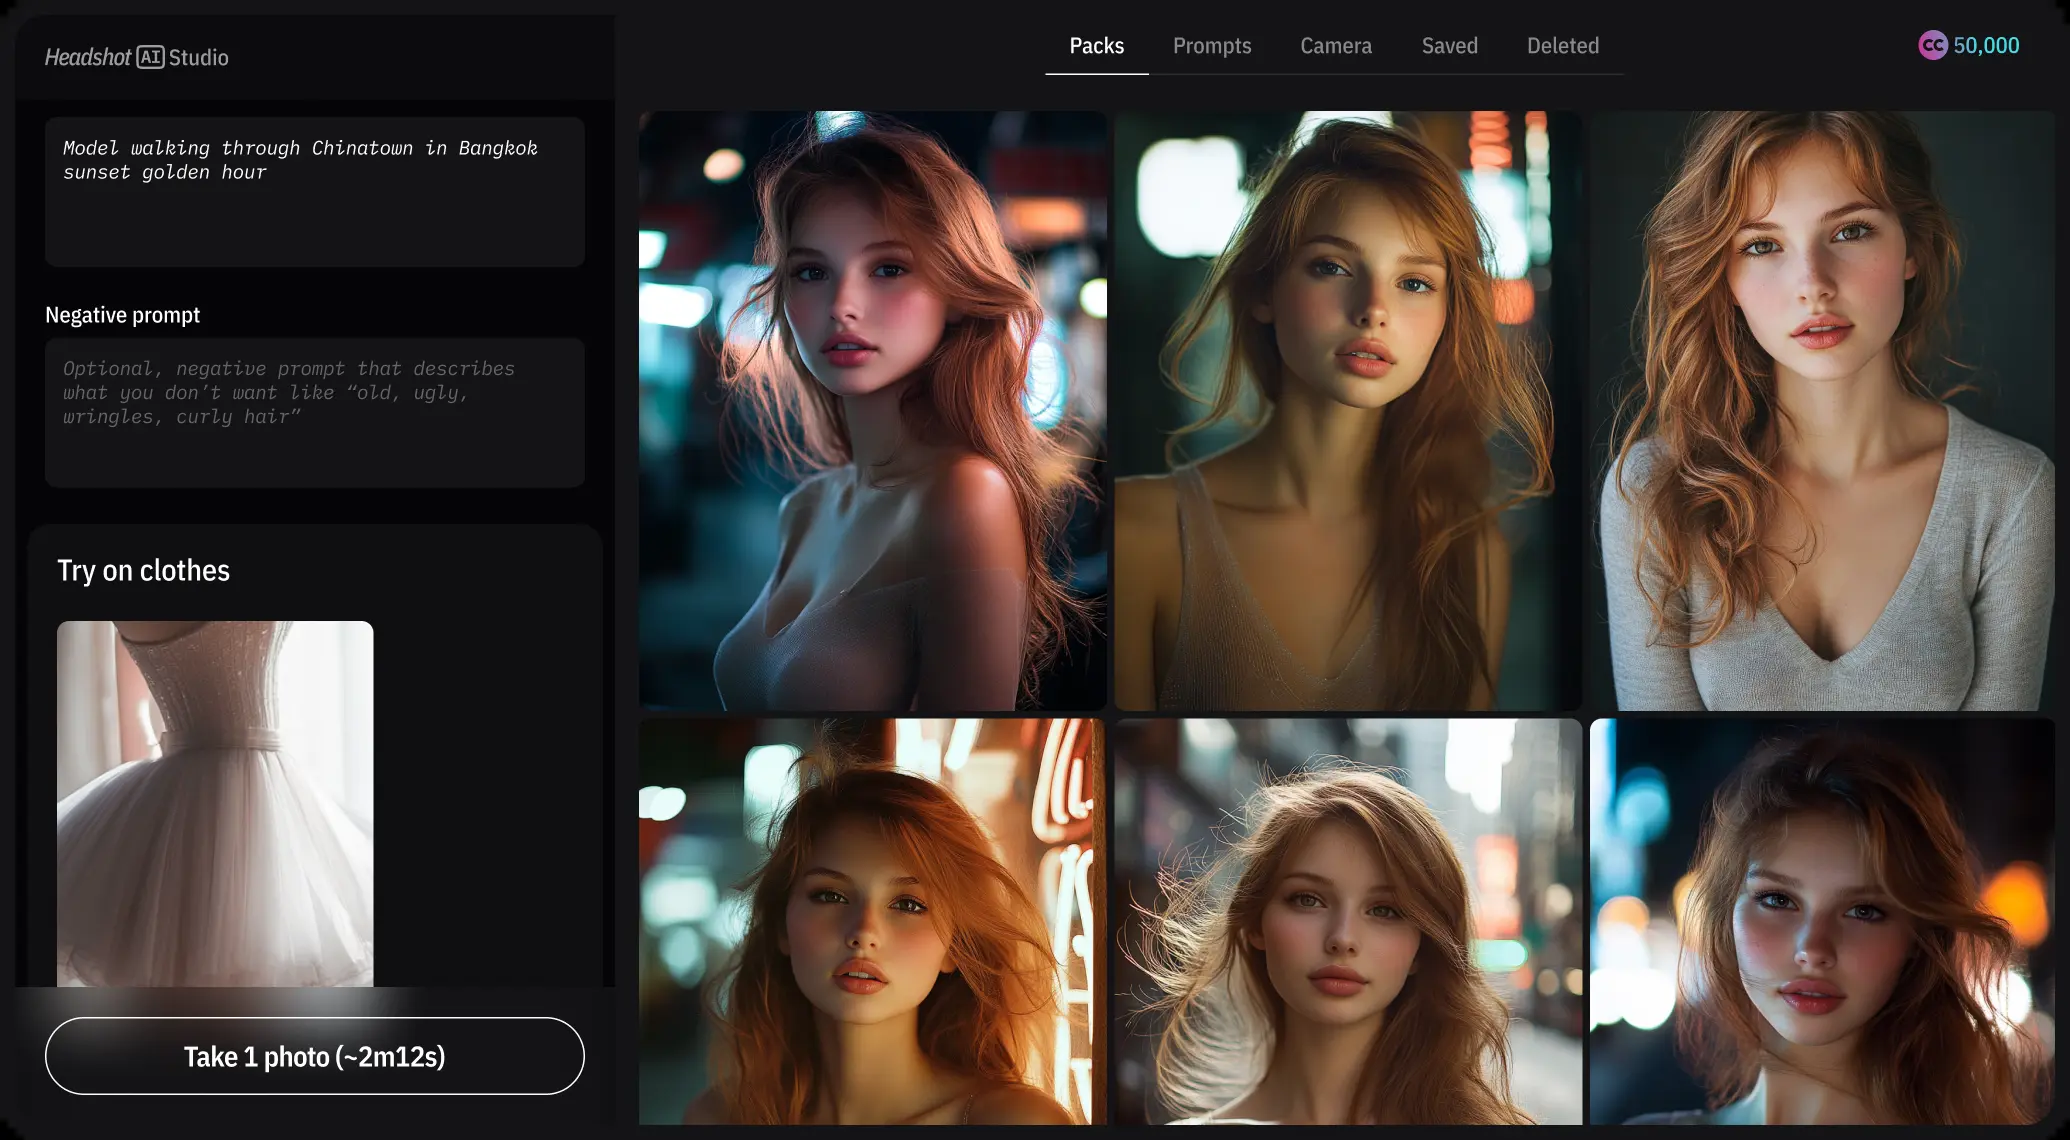 Headshot AI Studio
Packs
Prompts
Camera
Saved
Deleted
CC 50,000
Model walking through Chinatown in Bangkok
sunset golden hour
Negative prompt
Optional, negative prompt that describes
what you don’t want like “old, ugly,
wringles, curly hair”
Try on clothes
Take 1 photo (~2m12s)